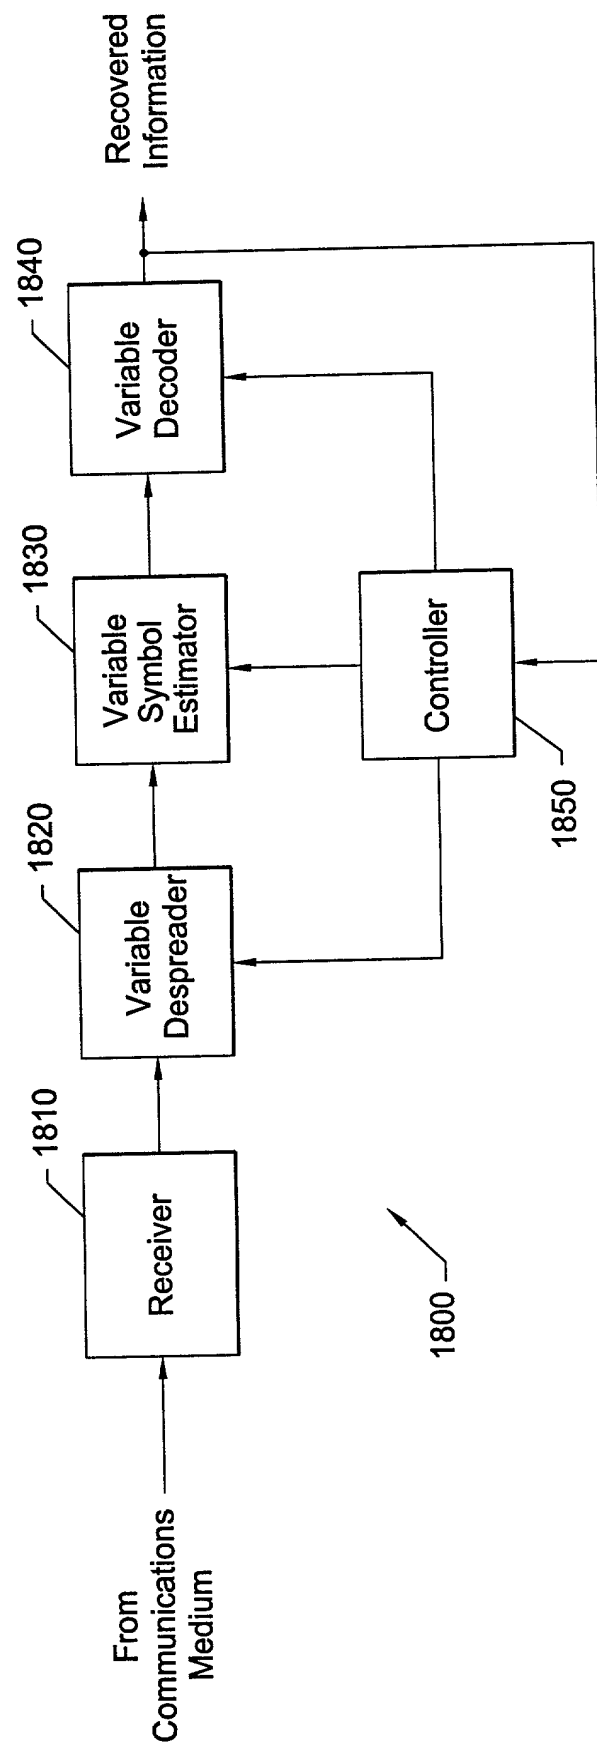 From
Communications
Medium
1810
Receiver
1820
Variable
Despreader
1830
Variable
Symbol
Estimator
1840
Variable
Decoder
Recovered
Information
Controller
1850
1800